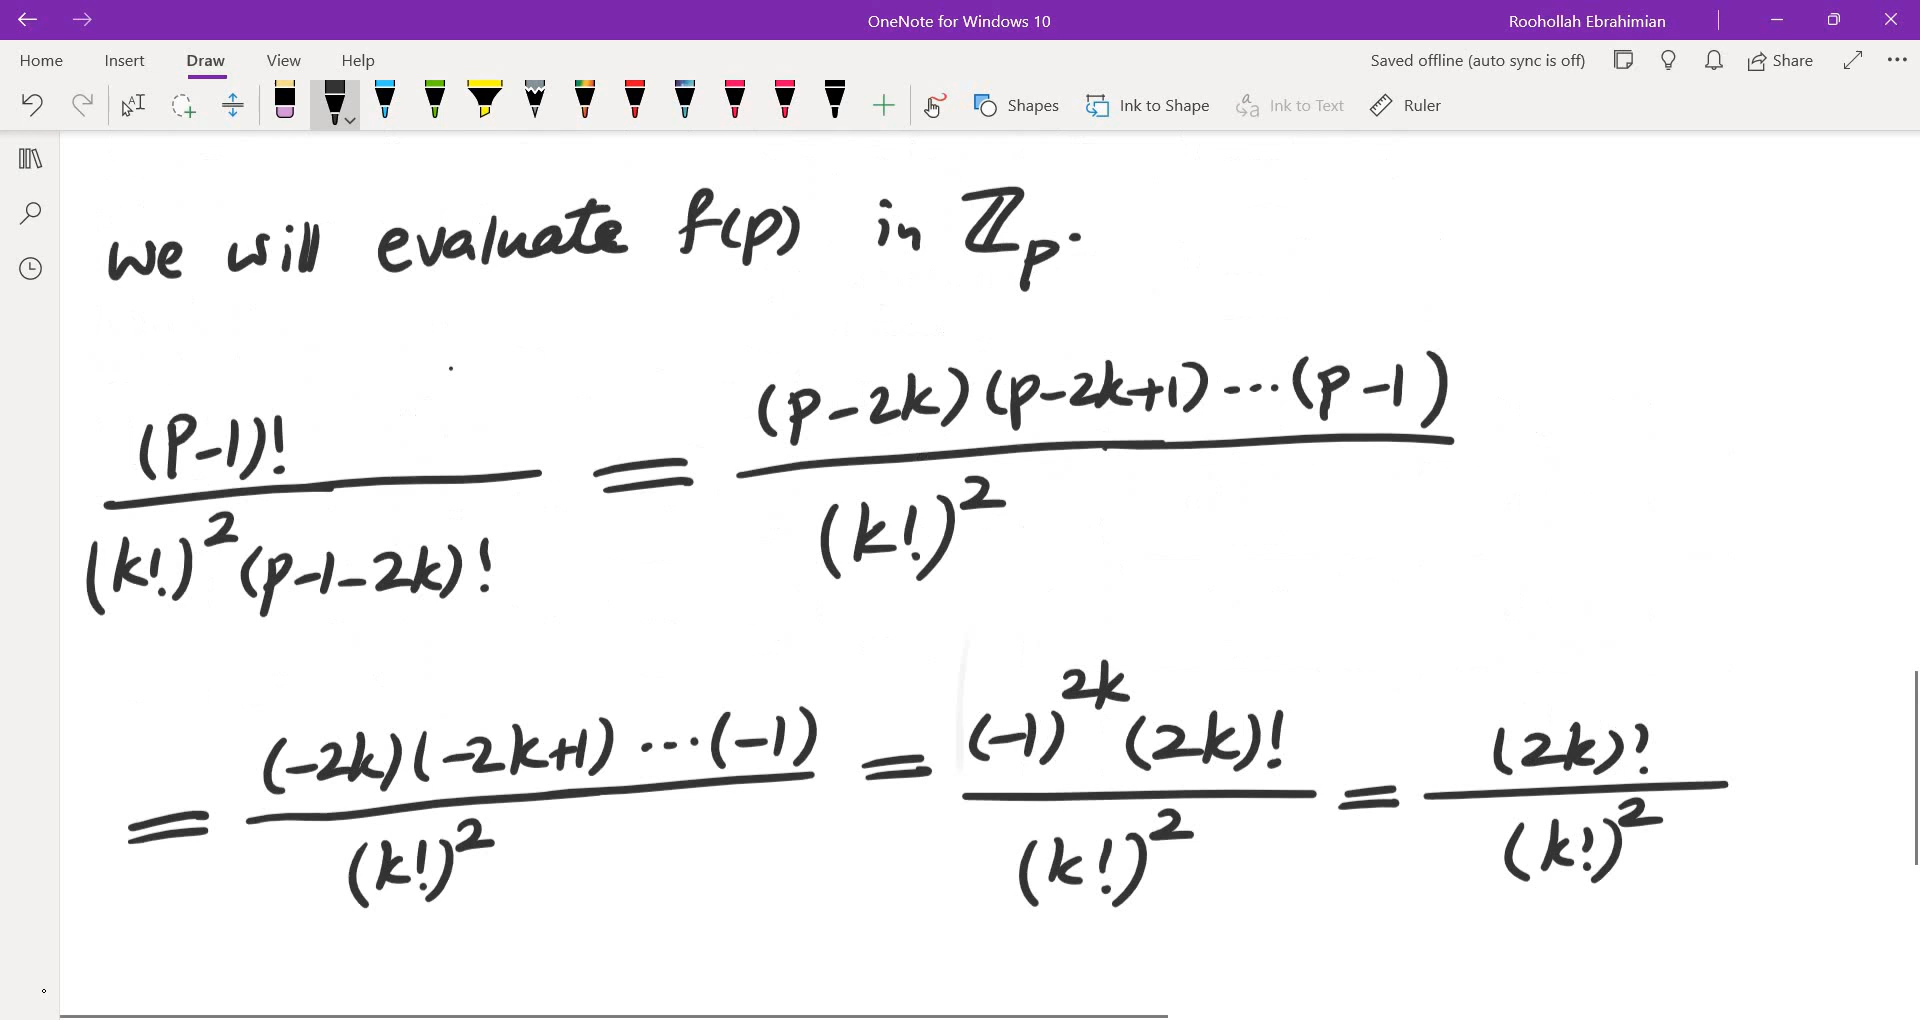 OneNote for Windows 10
Roohollah Ebrahimian
Home Insert Draw View Help
Saved offline (auto sync is off) Share
Shapes Ink to Shape Ink to Text Ruler
we will evaluate f(p) in ℤ_p.
(p-1)! / ((k!)^2 (p-1-2k)!) = (p-2k)(p-2k+1)···(p-1) / (k!)^2
= (-2k)(-2k+1)···(-1) / (k!)^2 = (-1)^{2k} (2k)! / (k!)^2 = (2k)! / (k!)^2